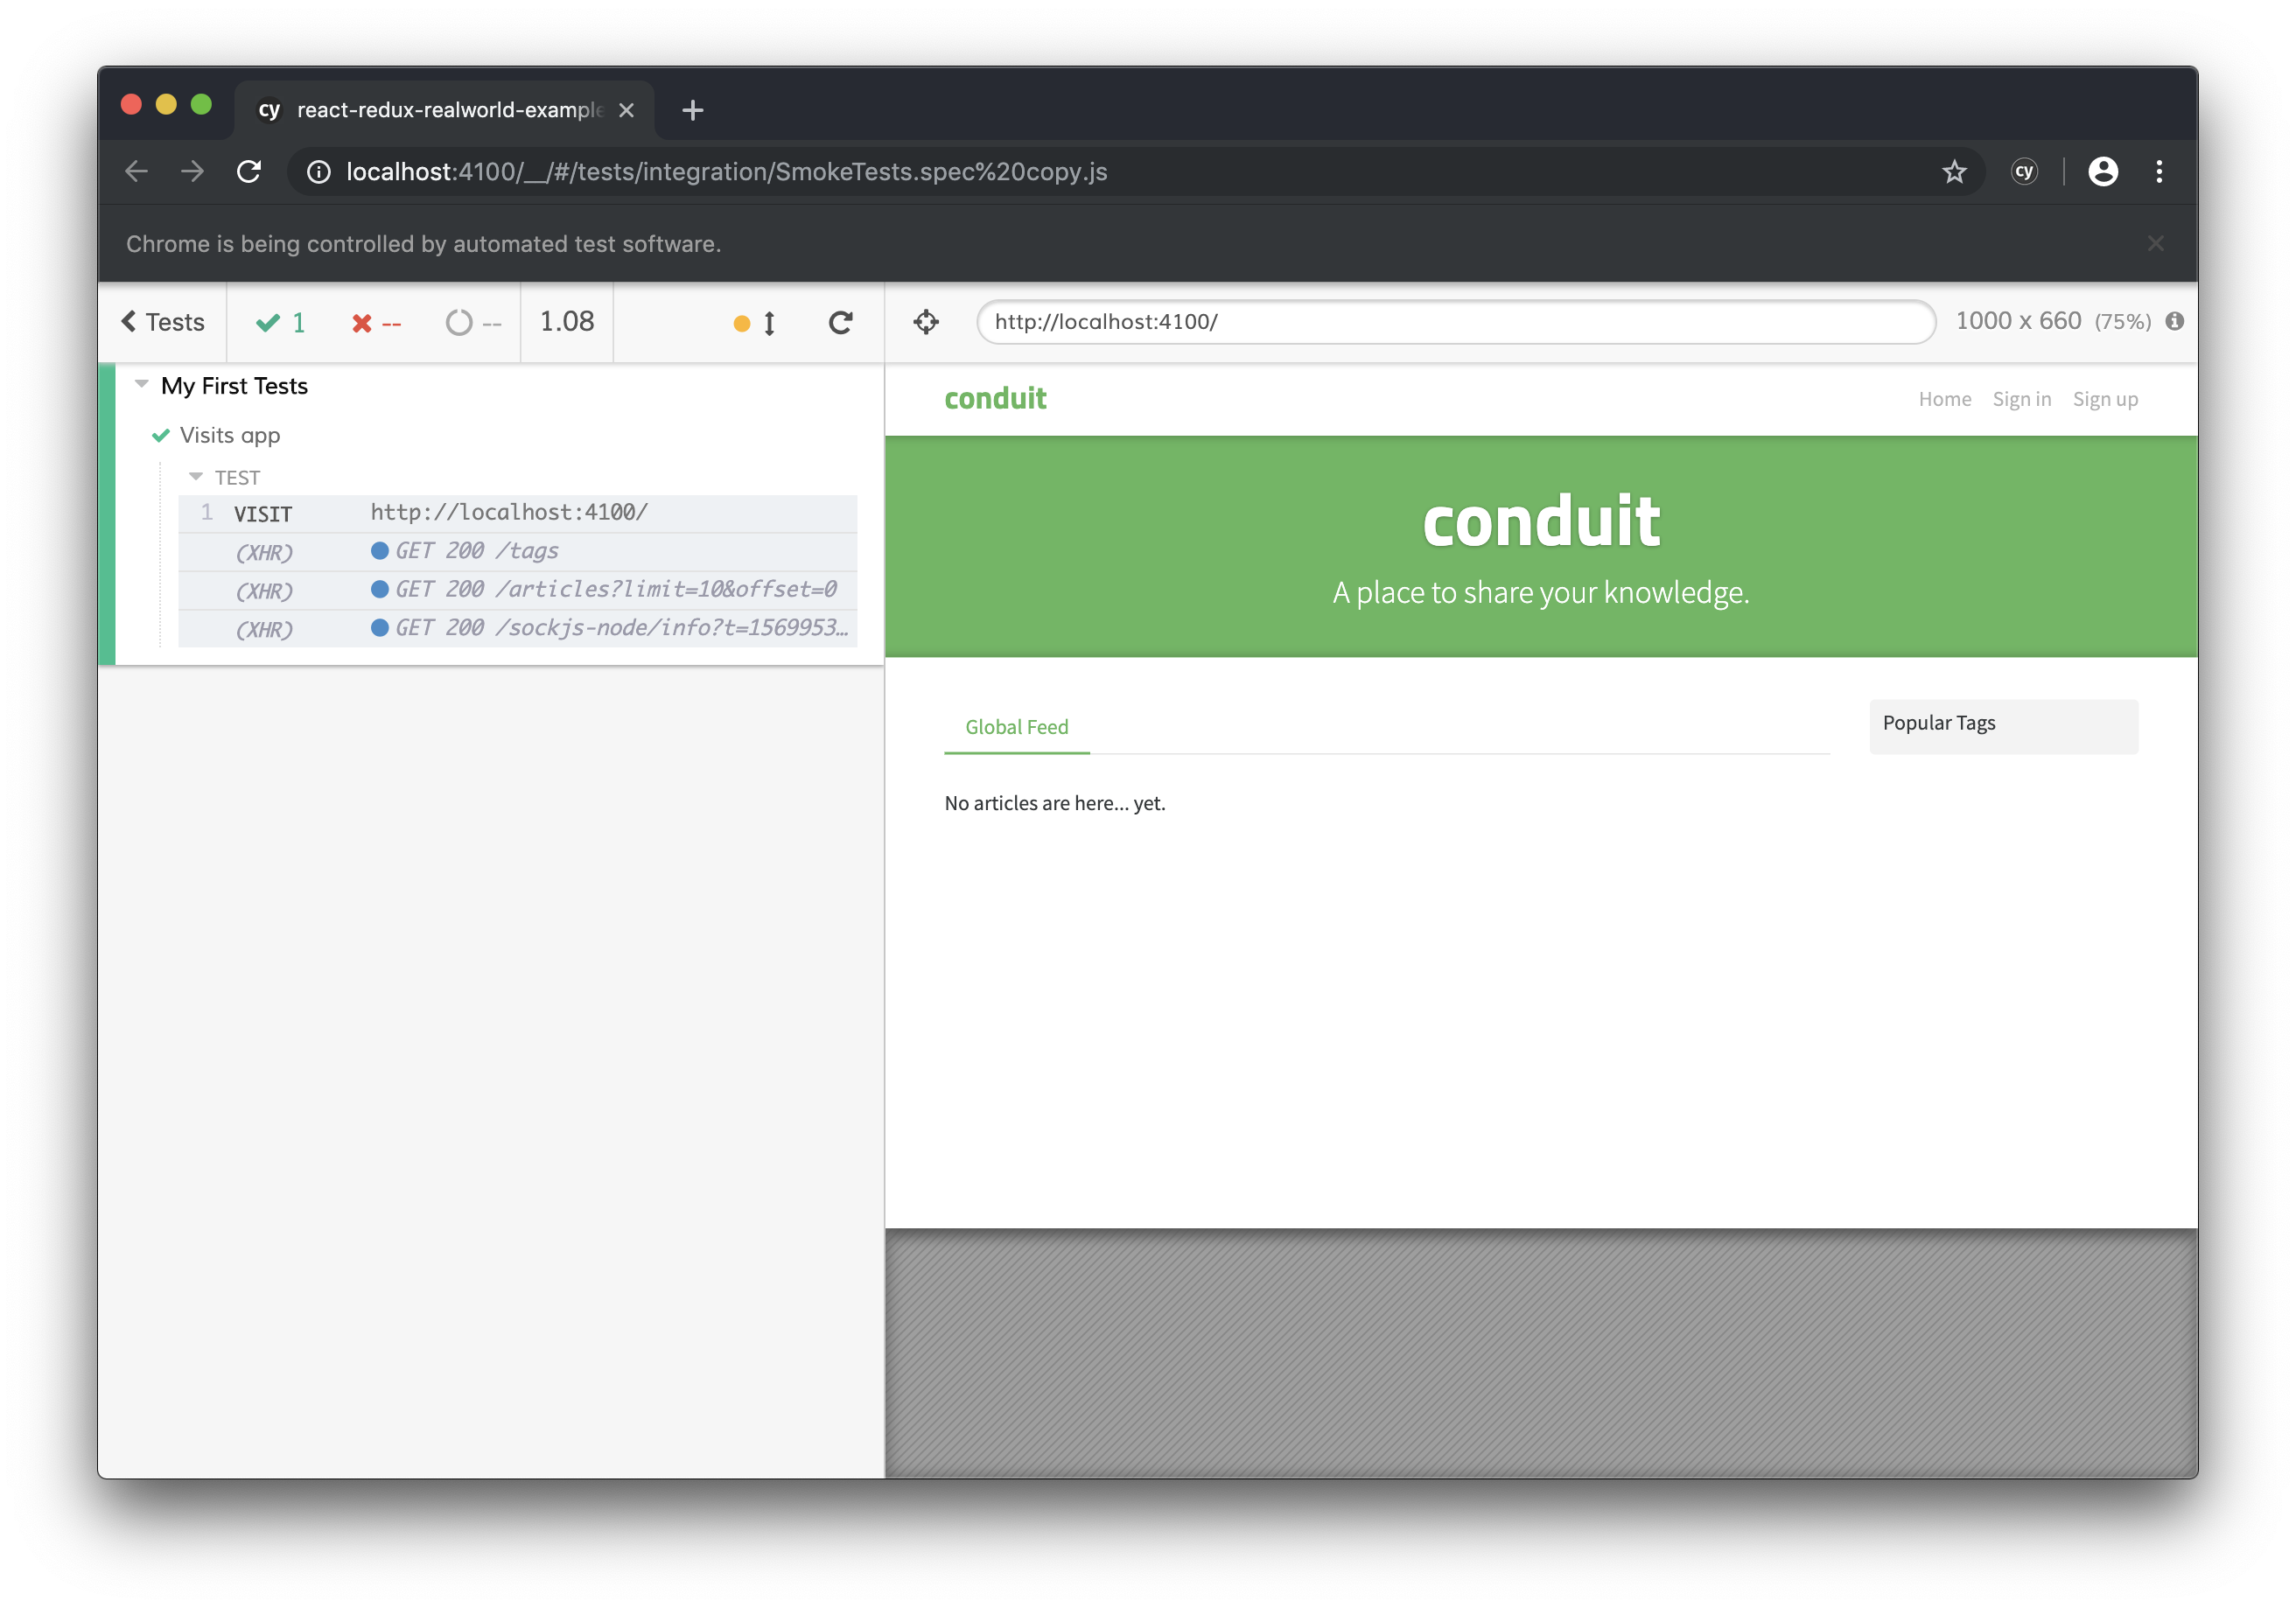 cy react-redux-realworld-example
localhost:4100/__/#/tests/integration/SmokeTests.spec%20copy.js
cy
Chrome is being controlled by automated test software.
Tests 1 -- -- 1.08
http://localhost:4100/ 1000 x 660 (75%)
My First Tests
Visits app
TEST
1 VISIT http://localhost:4100/
(XHR) GET 200 /tags
(XHR) GET 200 /articles?limit=10&offset=0
(XHR) GET 200 /sockjs-node/info?t=1569953…
conduit
Home Sign in Sign up
conduit
A place to share your knowledge.
Global Feed
Popular Tags
No articles are here... yet.